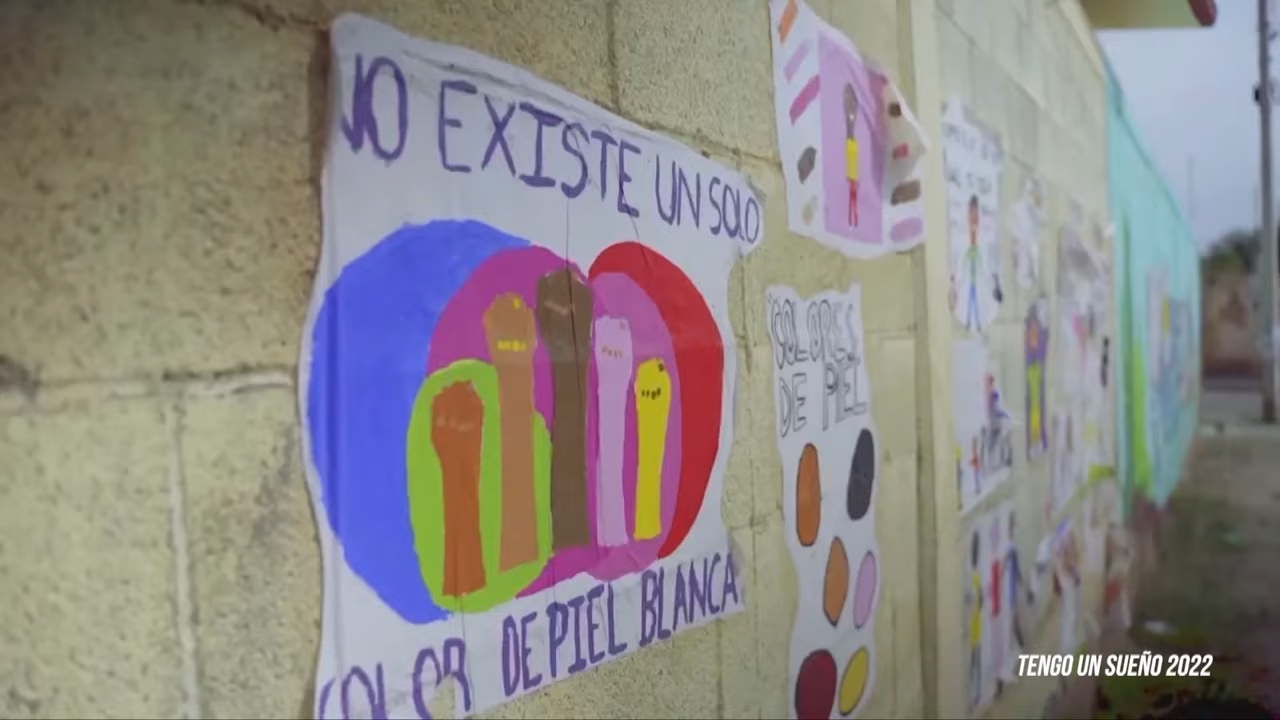 NO EXISTE UN SOLO
COLOR DE PIEL BLANCA
COLORES
DE PIEL
TENGO UN SUEÑO 2022